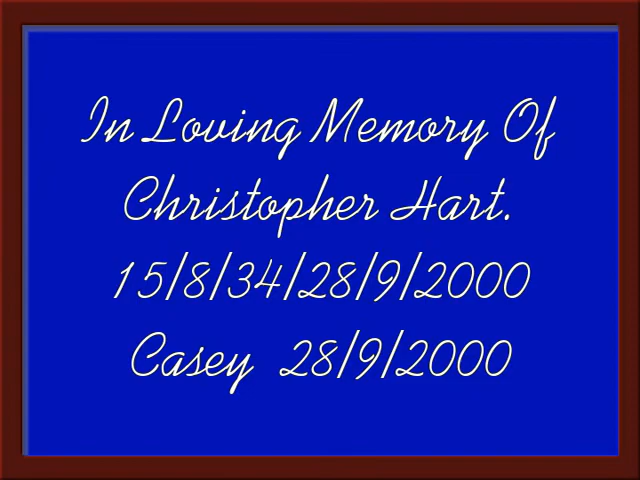 In Loving Memory Of
Christopher Hart.
15/8/34/28/9/2000
Casey 28/9/2000